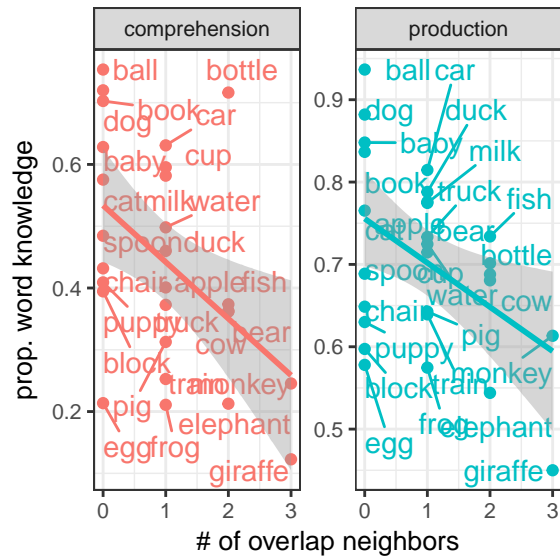 comprehension
production
ball
bottle
book
car
dog
cup
baby
cat
milk
water
spoon
duck
chair
apple
fish
puppy
truck
bear
block
cow
train
monkey
pig
elephant
egg
frog
giraffe
ball
car
dog
duck
baby
milk
book
truck
fish
apple
bear
cat
bottle
spoon
cup
water
cow
chair
pig
puppy
monkey
block
train
frog
elephant
egg
giraffe
0.6
0.4
0.2
0.9
0.8
0.7
0.6
0.5
0
1
2
3
0
1
2
3
prop. word knowledge
# of overlap neighbors